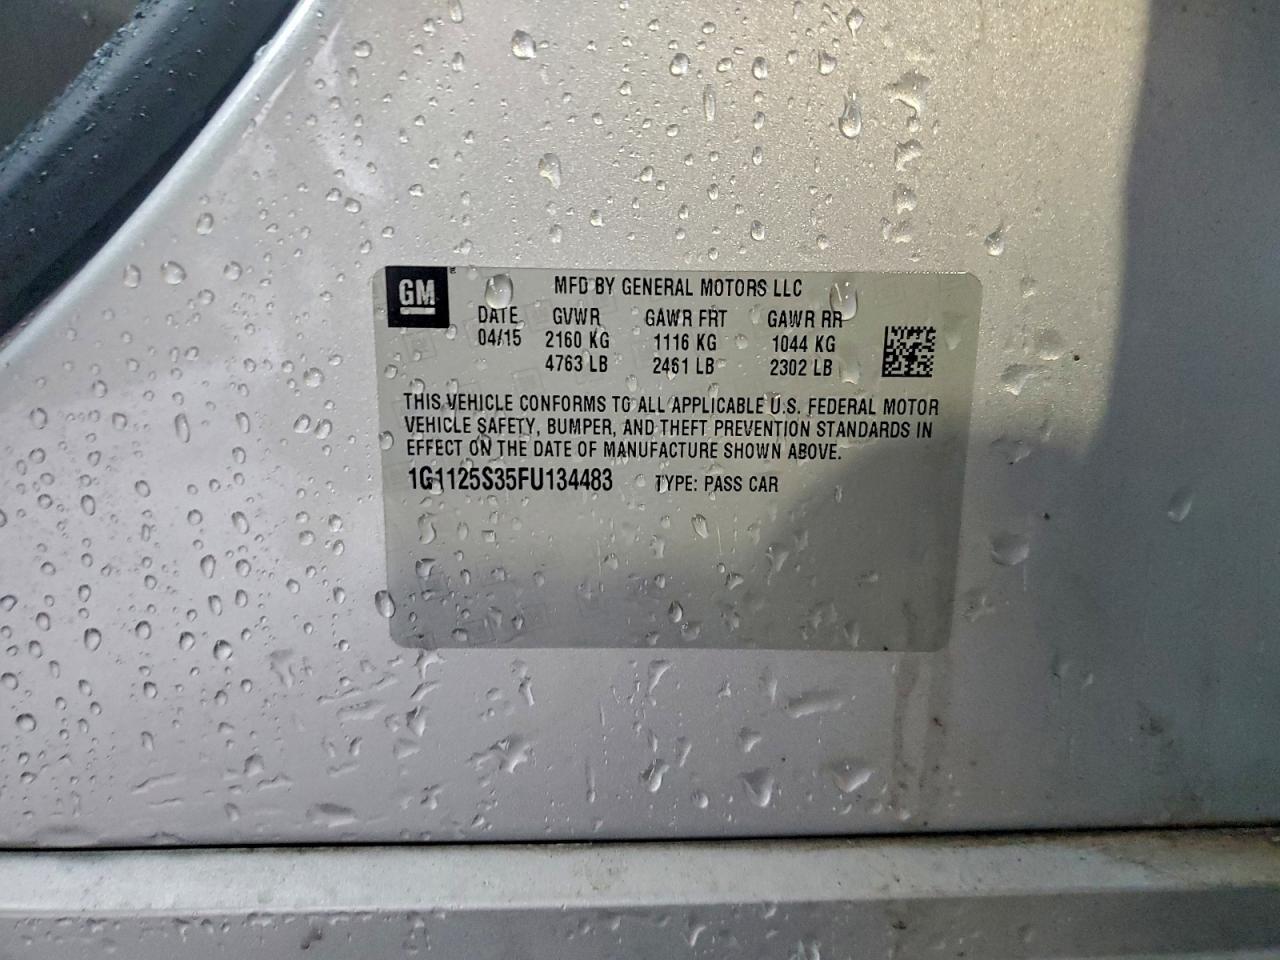 GM
MFD BY GENERAL MOTORS LLC
DATE GVWR GAWR FRT GAWR RR
04/15 2160 KG 1116 KG 1044 KG
4763 LB 2461 LB 2302 LB
THIS VEHICLE CONFORMS TO ALL APPLICABLE U.S. FEDERAL MOTOR
VEHICLE SAFETY, BUMPER, AND THEFT PREVENTION STANDARDS IN
EFFECT ON THE DATE OF MANUFACTURE SHOWN ABOVE.
1G1125S35FU134483 TYPE: PASS CAR